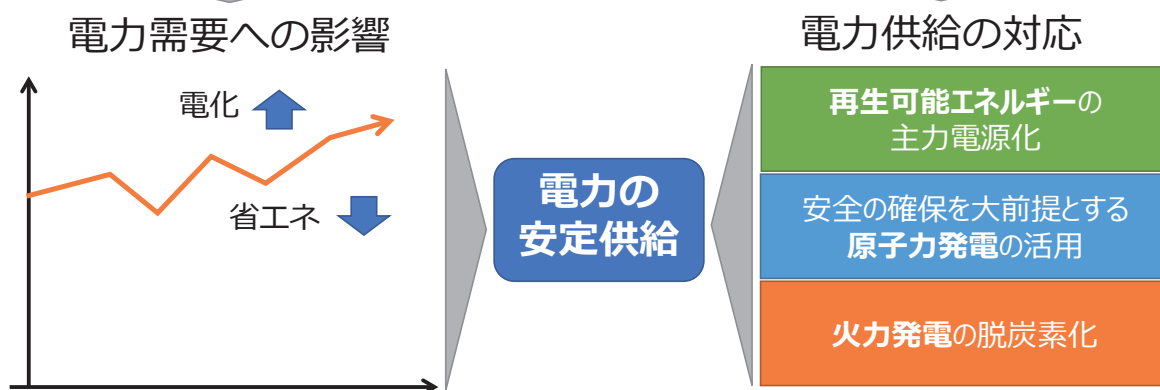 電力需要への影響
電化
省エネ
電力の
安定供給
電力供給の対応
再生可能エネルギーの
主力電源化
安全の確保を大前提とする
原子力発電の活用
火力発電の脱炭素化